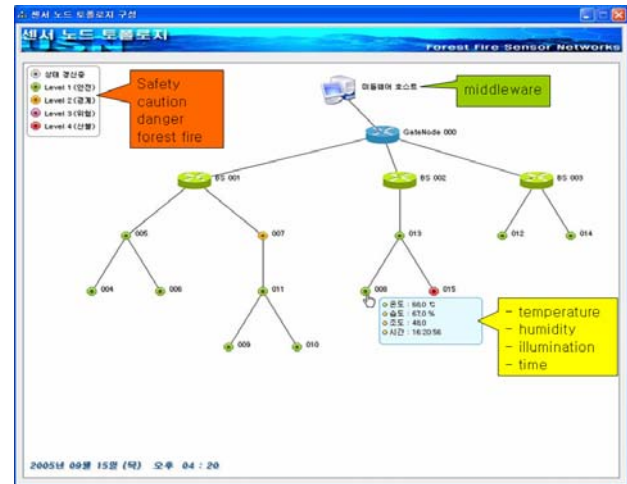 센서 노드 토폴로지 구성
센서 노드 토폴로지
Forest Fire Sensor Networks
상태 갱신중
Level 1 (안전)
Level 2 (경계)
Level 3 (위험)
Level 4 (산불)
Safety
caution
danger
forest fire
미들웨어 호스트
middleware
GateNode 000
BS 001
BS 002
BS 003
005
007
013
012
014
004
006
011
008
015
009
010
온도 : 66,0 ℃
습도 : 67,0 %
조도 : 48,0
시간 : 16:20:56
- temperature
- humidity
- illumination
- time
2005년 09월 15일 (목) 오후 04 : 20